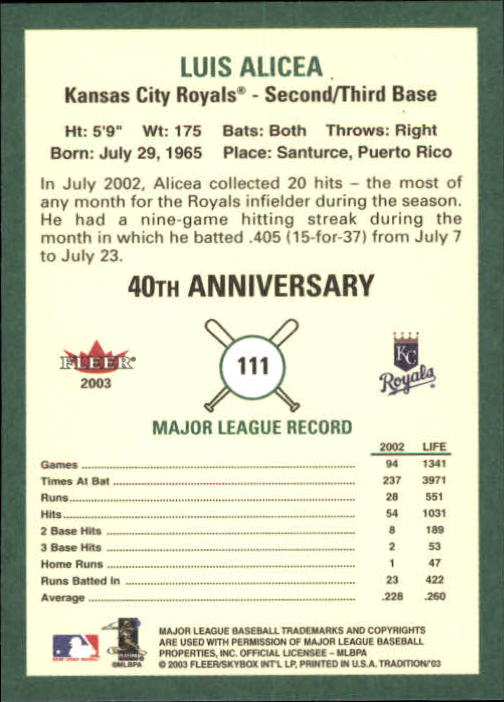 LUIS ALICEA
Kansas City Royals® - Second/Third Base
Ht: 5'9" Wt: 175 Bats: Both Throws: Right
Born: July 29, 1965 Place: Santurce, Puerto Rico
In July 2002, Alicea collected 20 hits – the most of
any month for the Royals infielder during the season.
He had a nine-game hitting streak during the
month in which he batted .405 (15-for-37) from July 7
to July 23.
40TH ANNIVERSARY
FLEER
2003
111
KC
Royals
MAJOR LEAGUE RECORD
2002 LIFE
Games 94 1341
Times At Bat 237 3971
Runs 28 551
Hits 54 1031
2 Base Hits 8 189
3 Base Hits 2 53
Home Runs 1 47
Runs Batted In 23 422
Average .228 .260
©MLBPA
MAJOR LEAGUE BASEBALL TRADEMARKS AND COPYRIGHTS
ARE USED WITH PERMISSION OF MAJOR LEAGUE BASEBALL
PROPERTIES, INC. OFFICIAL LICENSEE – MLBPA
© 2003 FLEER/SKYBOX INT'L LP, PRINTED IN U.S.A. TRADITION/'03